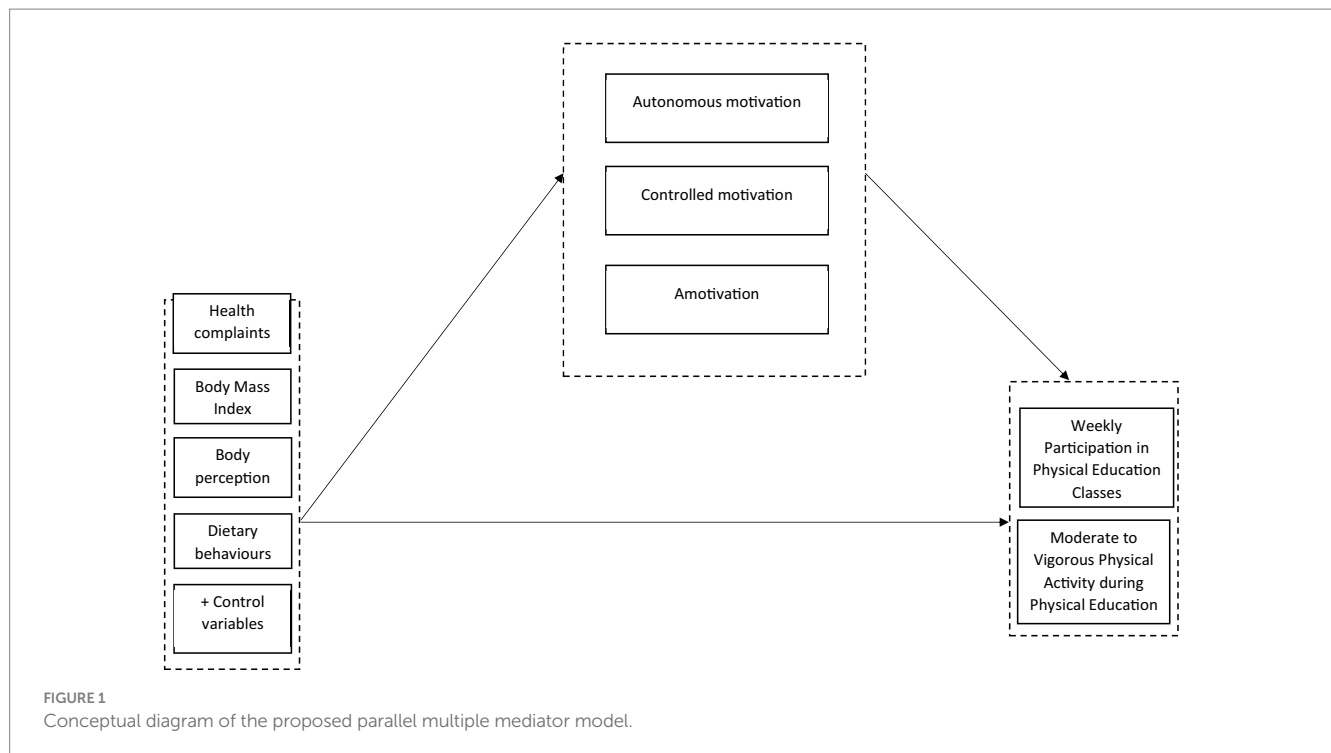 Autonomous motivation
Controlled motivation
Amotivation
Health
complaints
Body Mass
Index
Body
perception
Dietary
behaviours
+ Control
variables
Weekly
Participation in
Physical Education
Classes
Moderate to
Vigorous Physical
Activity during
Physical Education
FIGURE 1
Conceptual diagram of the proposed parallel multiple mediator model.